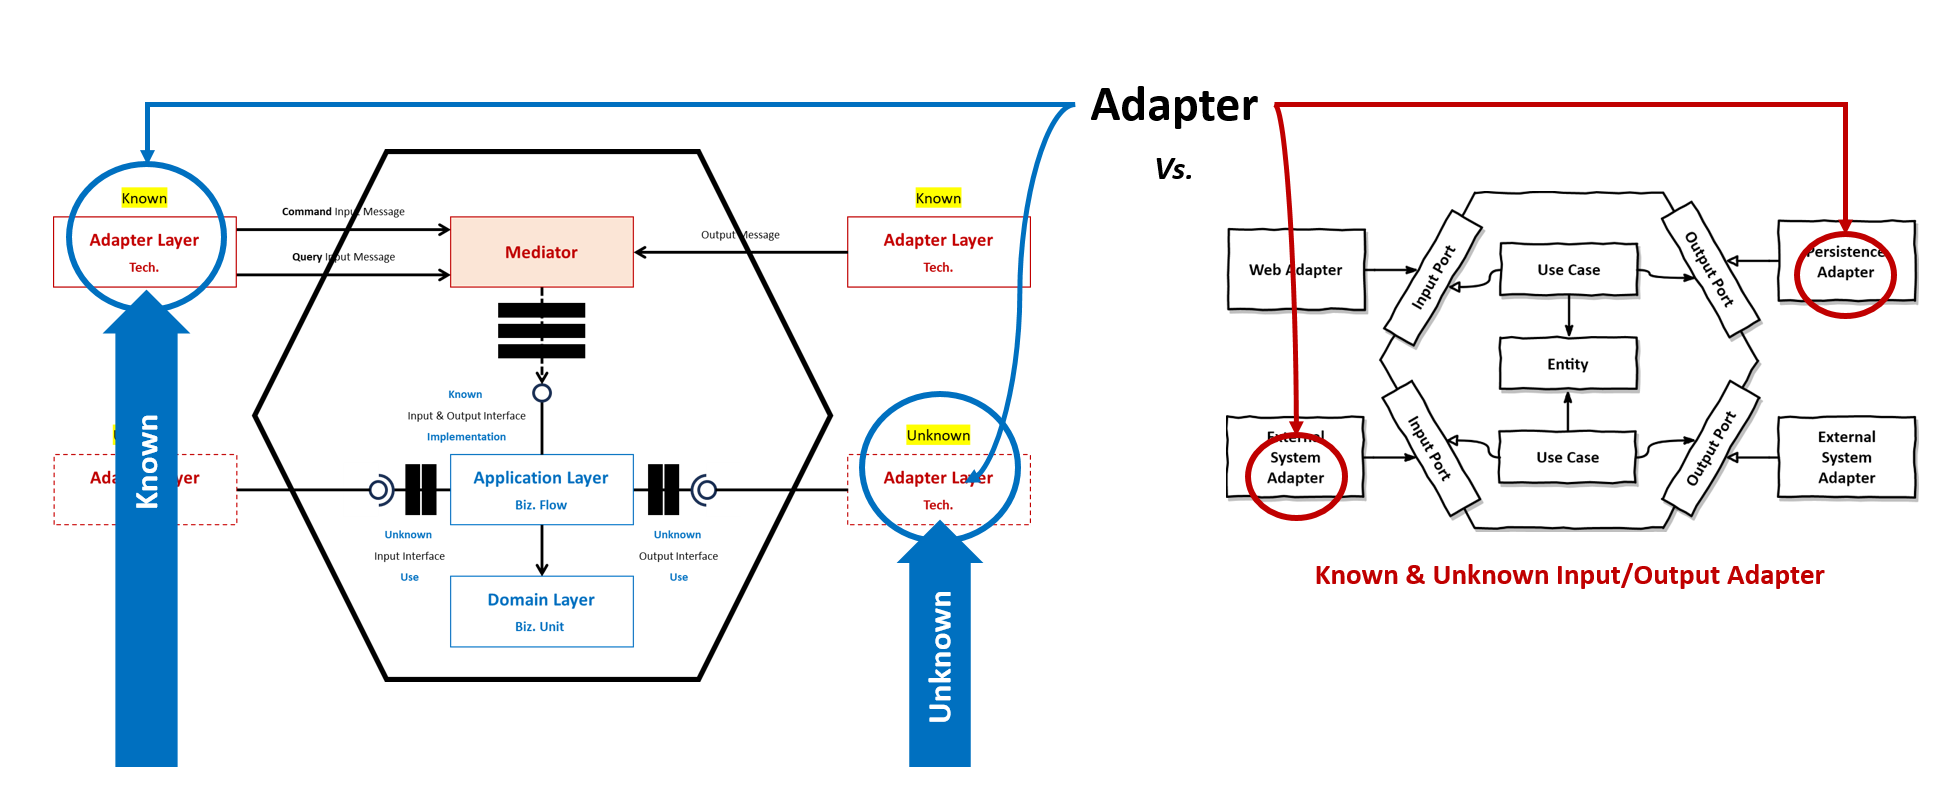 Adapter
Vs.
Known
Adapter Layer
Tech.
Command Input Message
Query Input Message
Mediator
Output Message
Known
Adapter Layer
Tech.
Known
Input & Output Interface
Implementation
Application Layer
Biz. Flow
Unknown
Input Interface
Use
Unknown
Output Interface
Use
Domain Layer
Biz. Unit
Known
Unknown
Adapter Layer
Tech.
Unknown
Web Adapter
Input Port
Use Case
Output Port
Persistence
Adapter
Entity
External
System
Adapter
Input Port
Use Case
Output Port
External
System
Adapter
Known & Unknown Input/Output Adapter